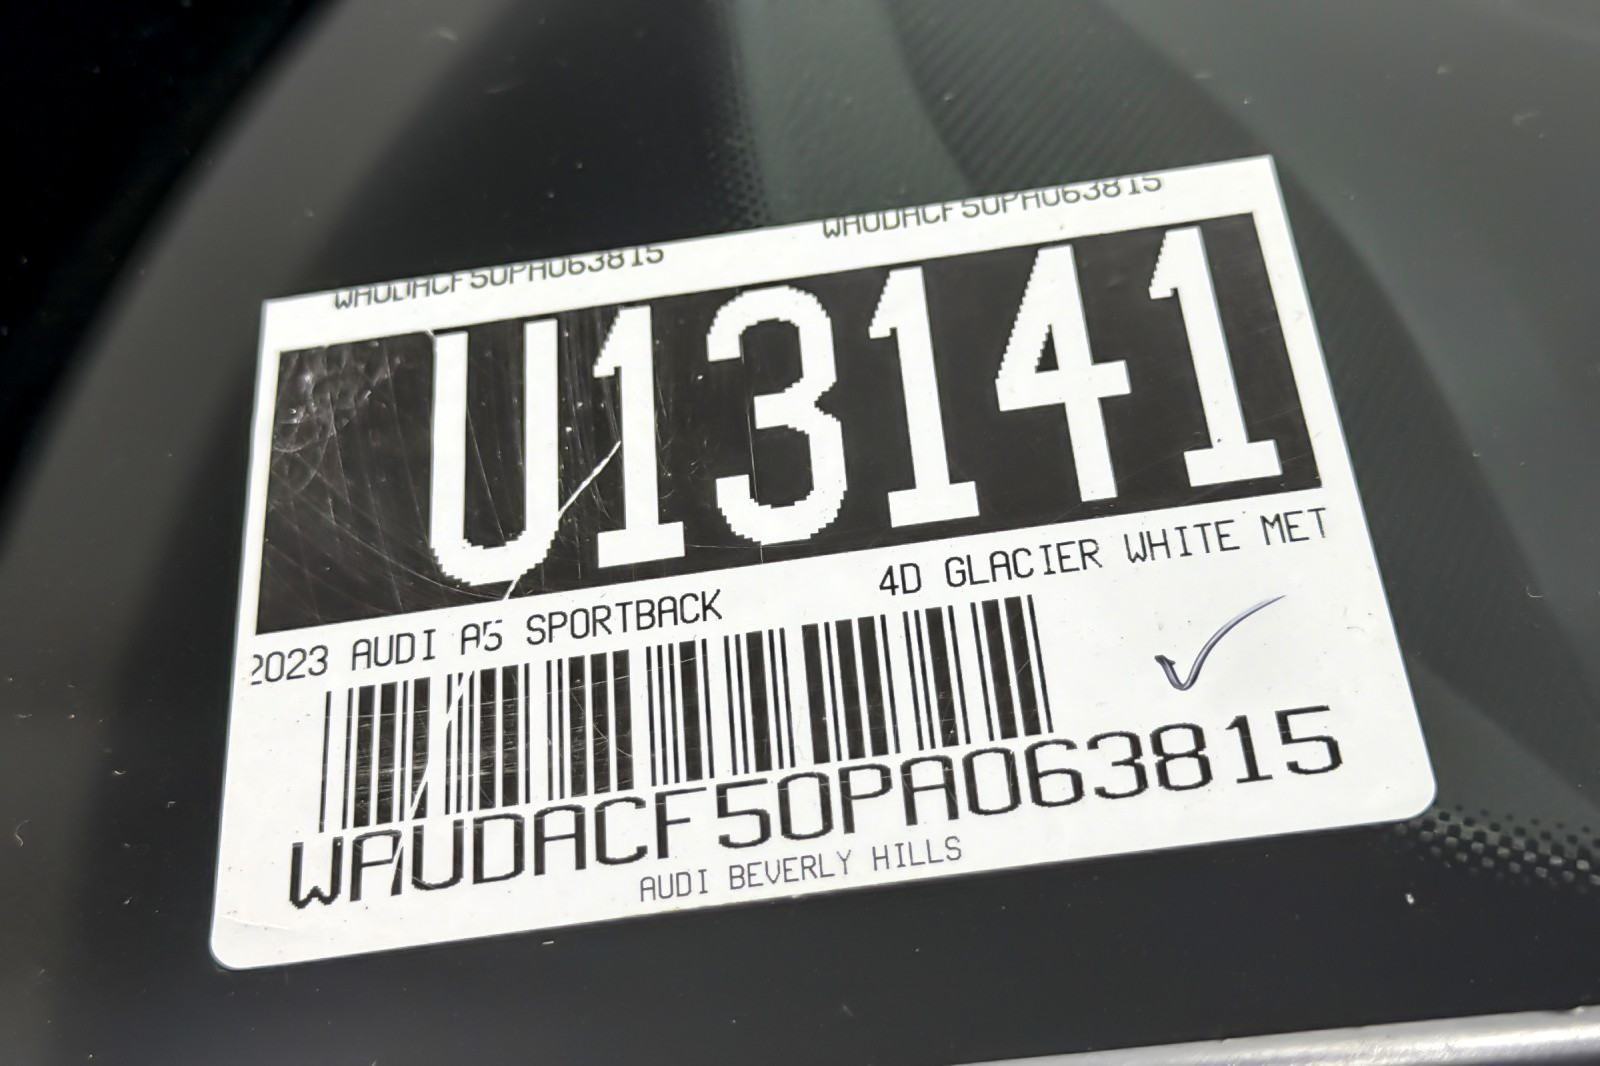 WAUDACF50PA063815 WAUDACF50PA063815
U13141
2023 AUDI A5 SPORTBACK 4D GLACIER WHITE MET
WAUDACF50PA063815
AUDI BEVERLY HILLS